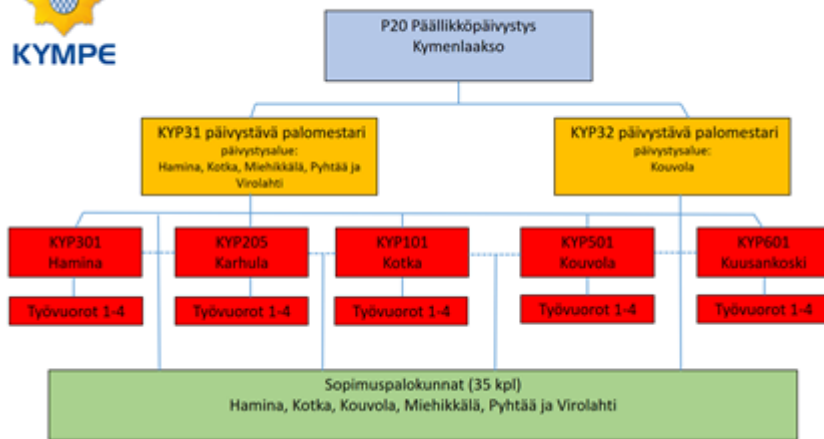 KYMPE
P20 Päällikköpäivystys
Kymenlaakso
KYP31 päivystävä palomestari
päivystysalue:
Hamina, Kotka, Miehikkälä, Pyhtää ja
Virolahti
KYP32 päivystävä palomestari
päivystysalue:
Kouvola
KYP301
Hamina
KYP205
Karhula
KYP101
Kotka
KYP501
Kouvola
KYP601
Kuusankoski
Työvuorot 1-4
Työvuorot 1-4
Työvuorot 1-4
Työvuorot 1-4
Työvuorot 1-4
Sopimuspalokunnat (35 kpl)
Hamina, Kotka, Kouvola, Miehikkälä, Pyhtää ja Virolahti